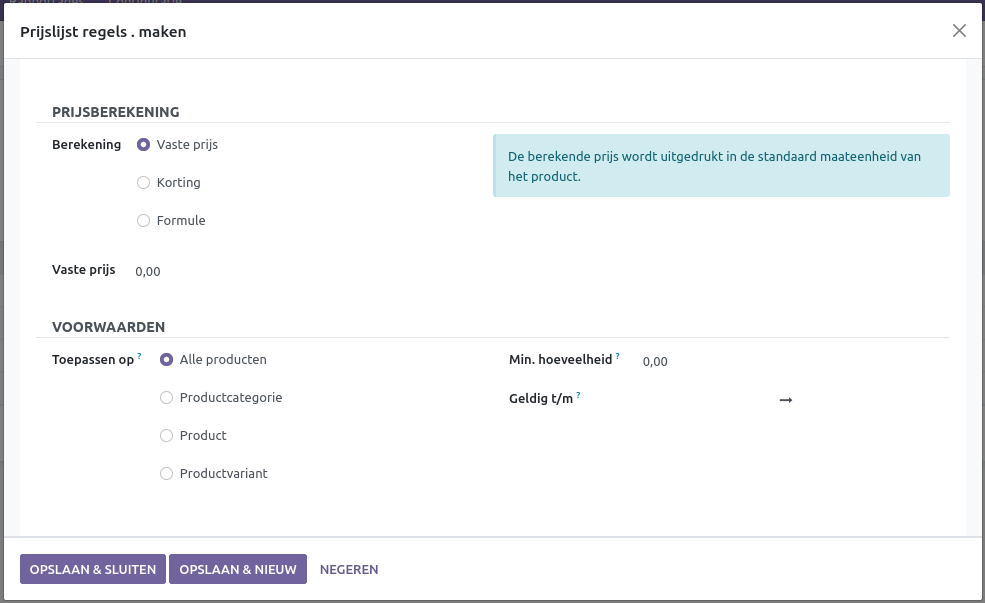 Prijslijst regels . maken
PRIJSBEREKENING
Berekening
Vaste prijs
Korting
Formule
De berekende prijs wordt uitgedrukt in de standaard maateenheid van
het product.
Vaste prijs 0,00
VOORWAARDEN
Toepassen op ?
Alle producten
Productcategorie
Product
Productvariant
Min. hoeveelheid ? 0,00
Geldig t/m ? →
OPSLAAN & SLUITEN OPSLAAN & NIEUW NEGEREN